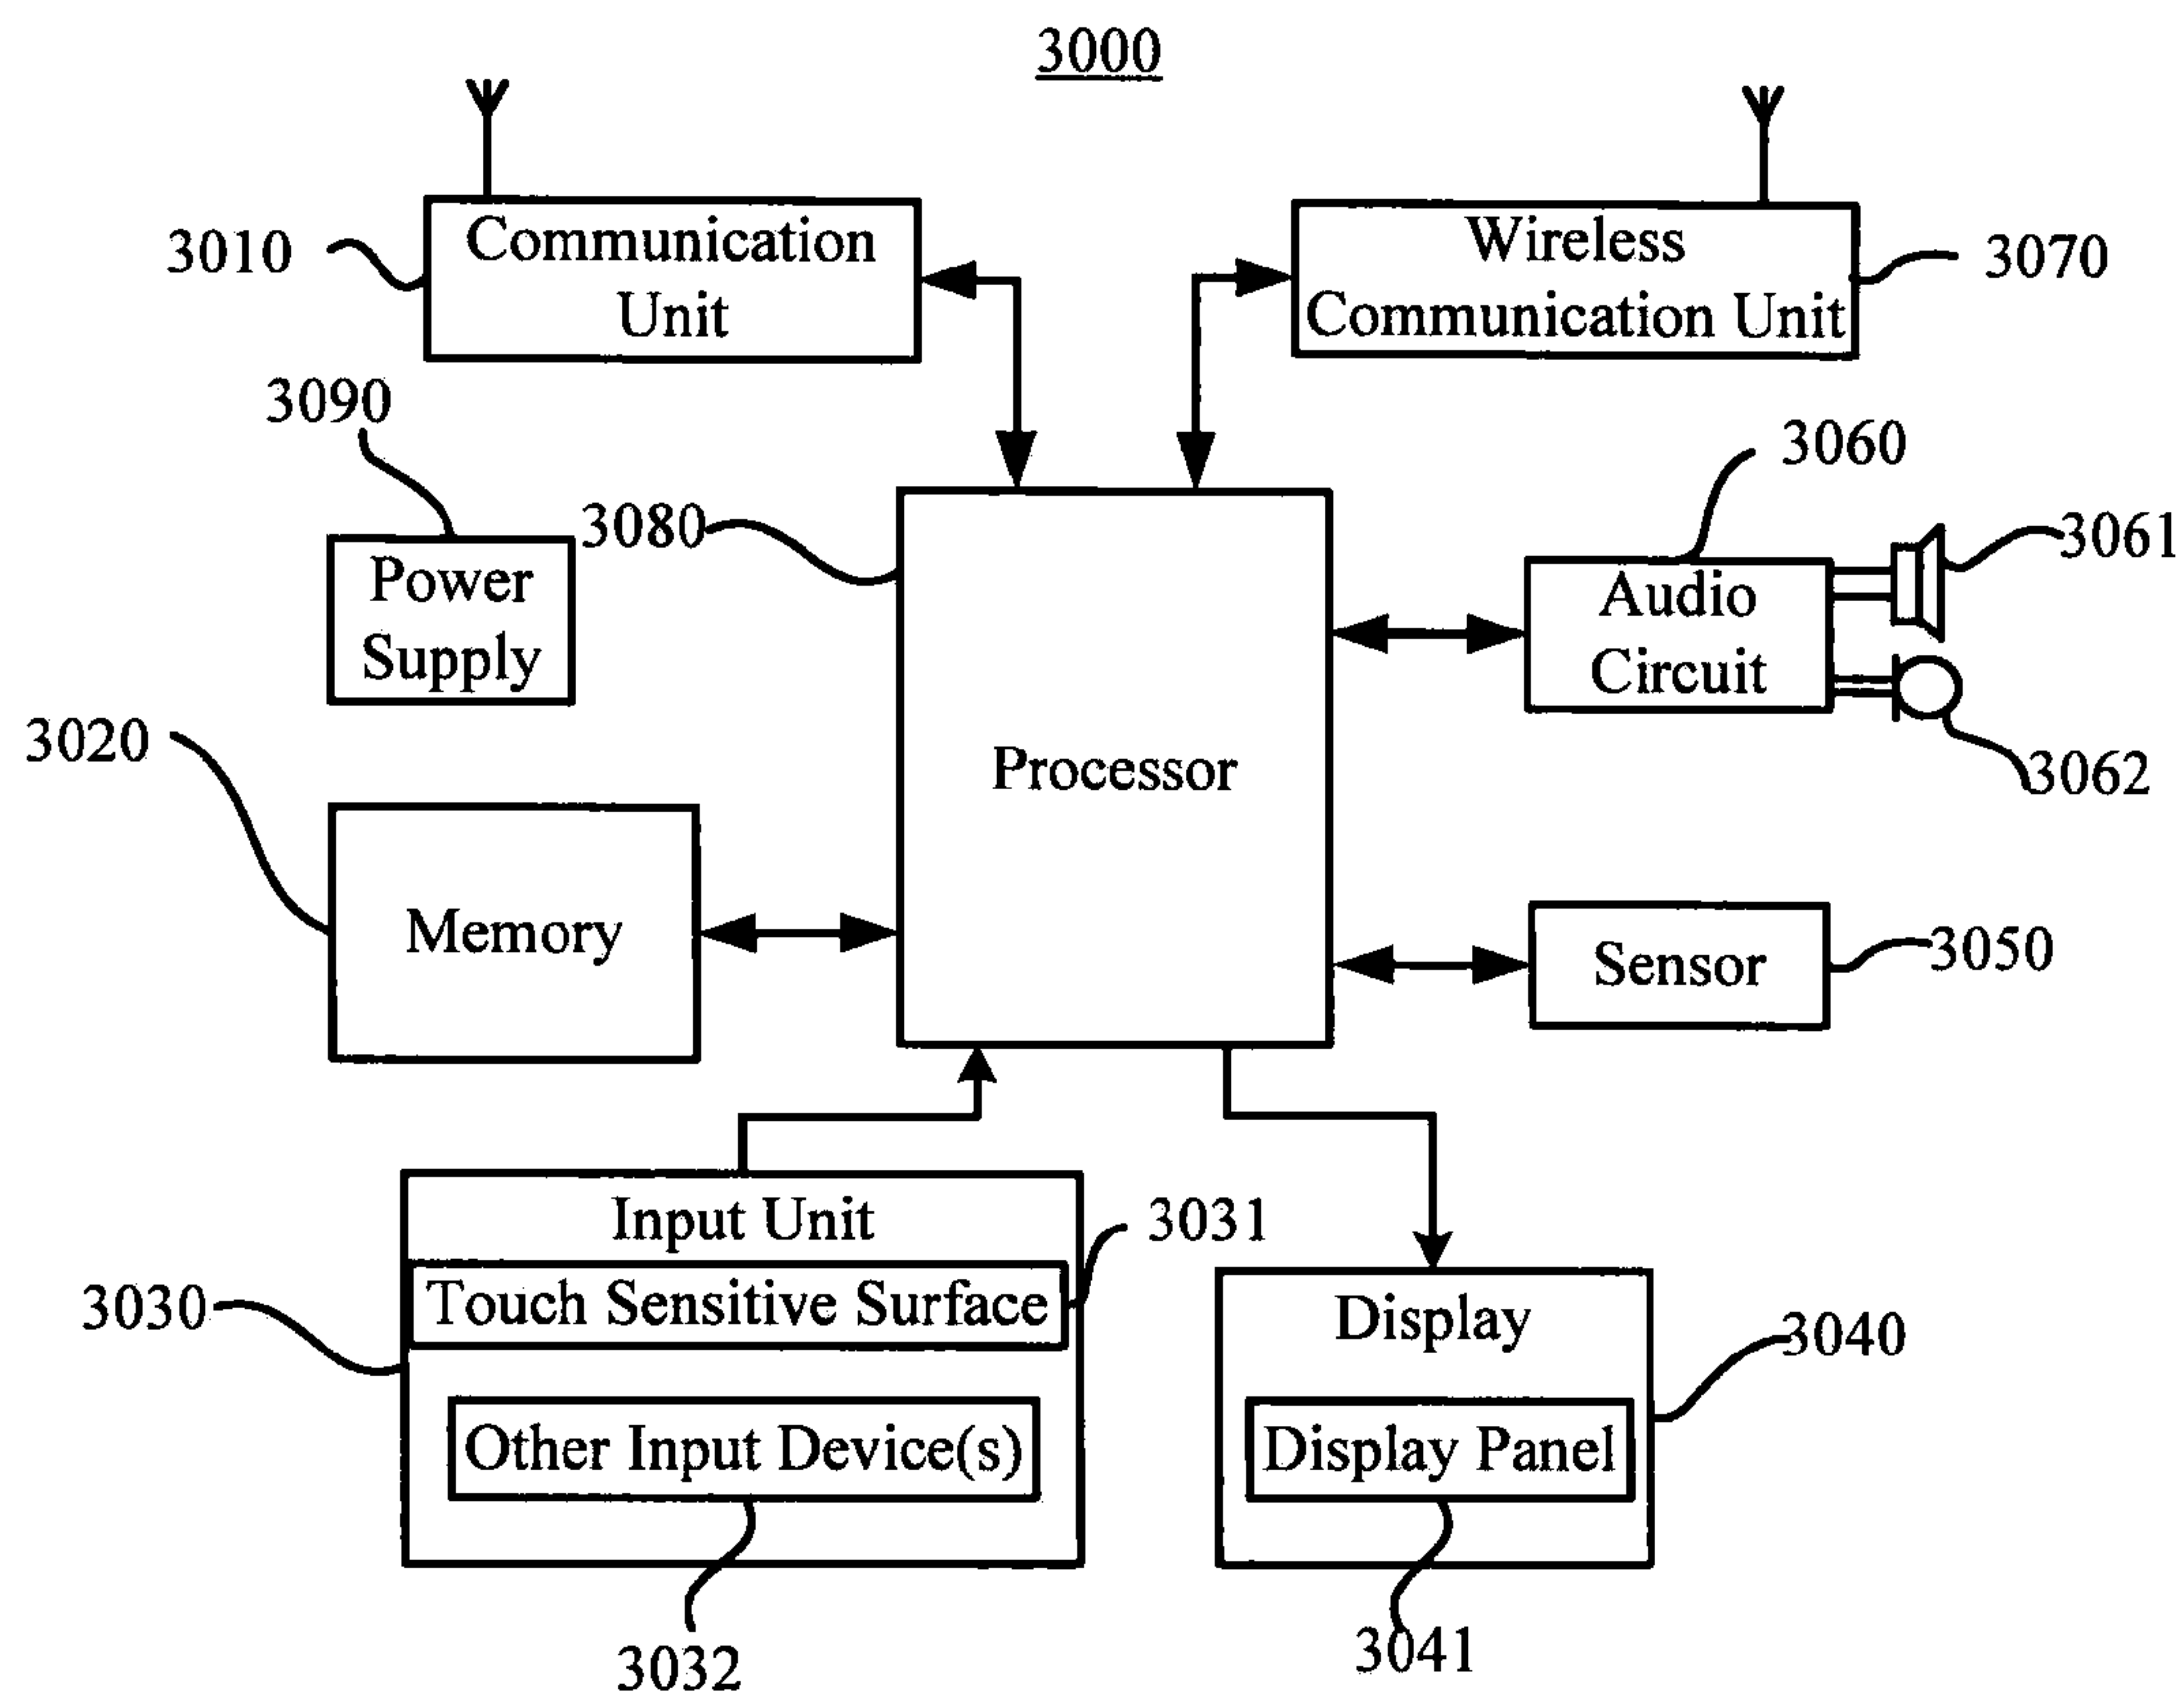 3000
3010
Communication
Unit
Wireless
Communication Unit
3070
3090
3060
3080
3061
Power
Supply
Audio
Circuit
3020
Processor
3062
Memory
Sensor
3050
Input Unit
3031
3030
Touch Sensitive Surface
Display
3040
Other Input Device(s)
Display Panel
3032
3041